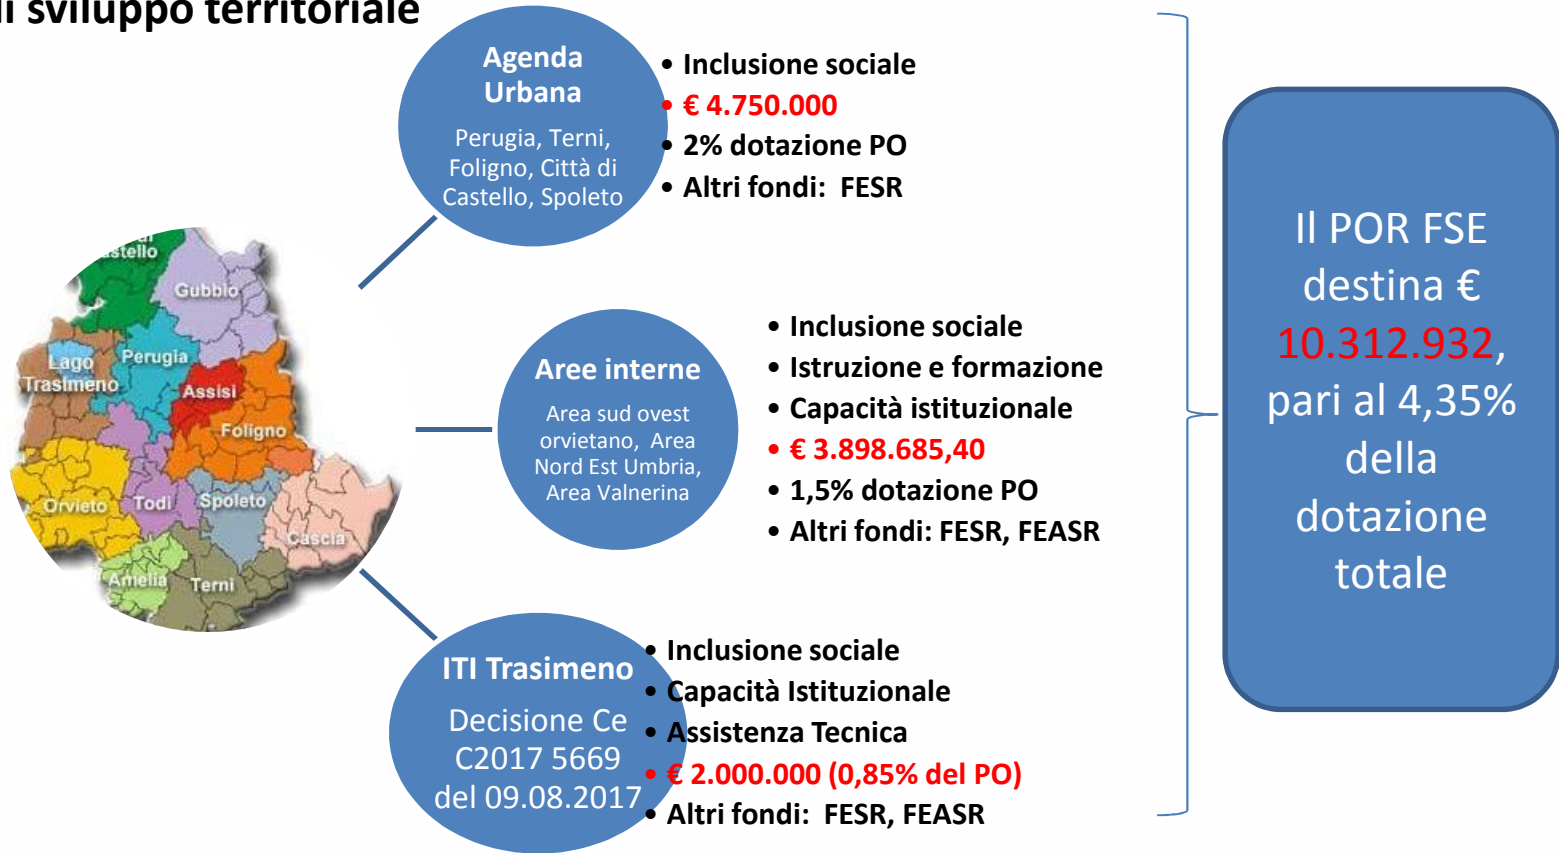 di sviluppo territoriale
Agenda
Urbana
Perugia, Terni,
Foligno, Città di
Castello, Spoleto
• Inclusione sociale
• € 4.750.000
• 2% dotazione PO
• Altri fondi: FESR
Gubbio
Perugia
Lago
Trasimeno
Assisi
Foligno
Orvieto
Todi
Spoleto
Cascia
Amelia
Terni
Aree interne
Area sud ovest
orvietano, Area
Nord Est Umbria,
Area Valnerina
• Inclusione sociale
• Istruzione e formazione
• Capacità istituzionale
• € 3.898.685,40
• 1,5% dotazione PO
• Altri fondi: FESR, FEASR
ITI Trasimeno
Decisione Ce
C2017 5669
del 09.08.2017
• Inclusione sociale
• Capacità Istituzionale
• Assistenza Tecnica
• € 2.000.000 (0,85% del PO)
• Altri fondi: FESR, FEASR
Il POR FSE
destina €
10.312.932,
pari al 4,35%
della
dotazione
totale